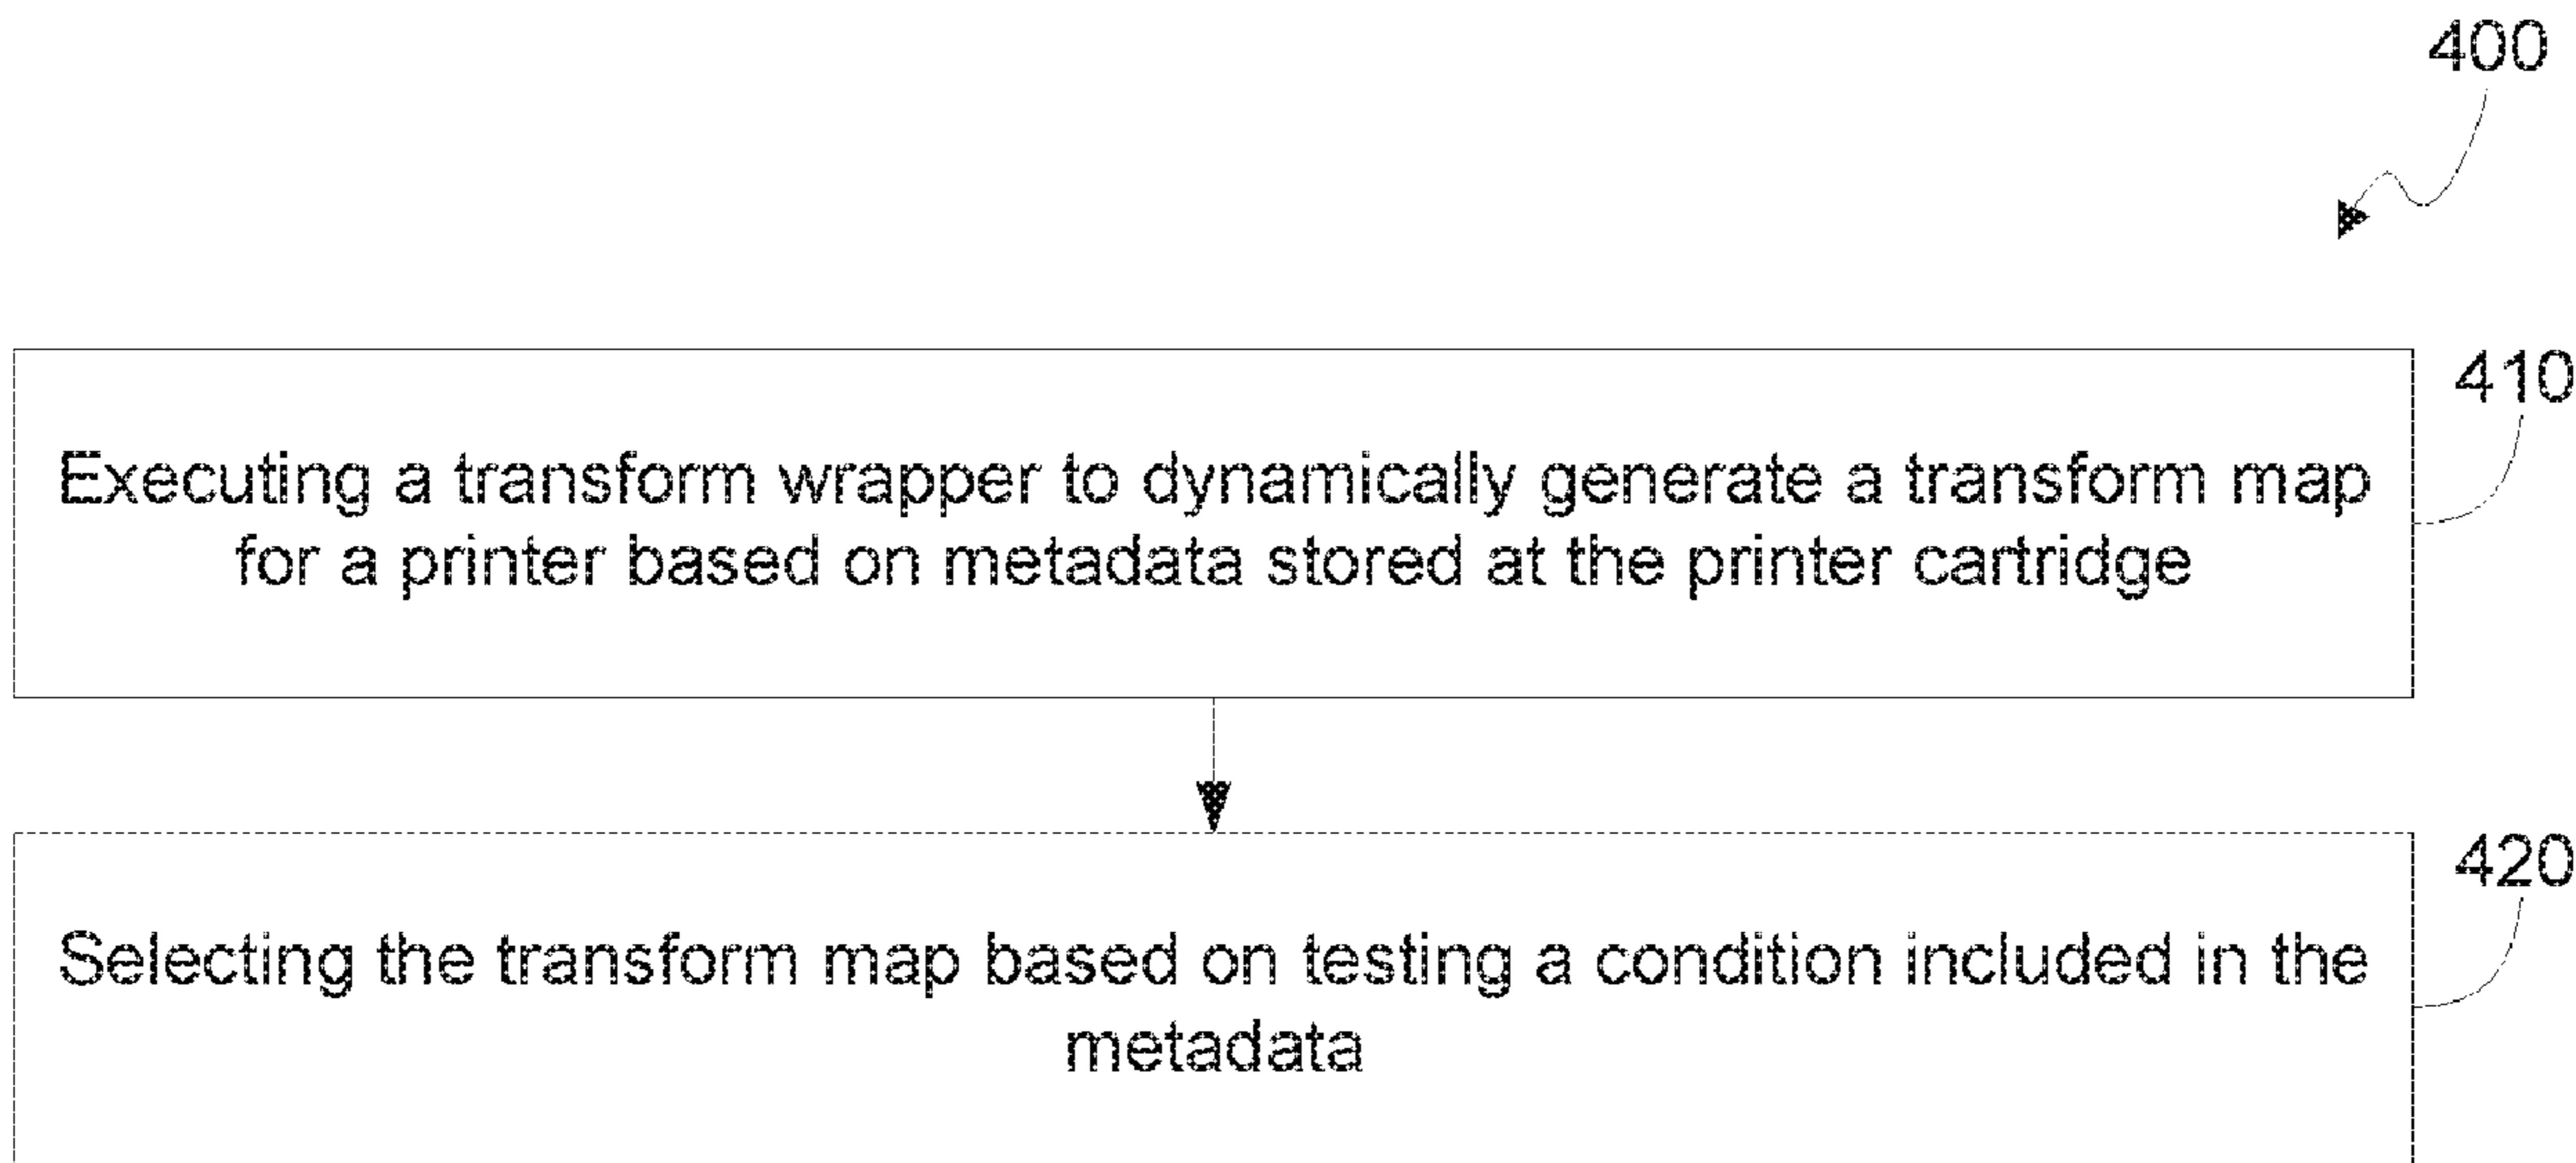 400
410
Executing a transform wrapper to dynamically generate a transform map
for a printer based on metadata stored at the printer cartridge
420
Selecting the transform map based on testing a condition included in the
metadata